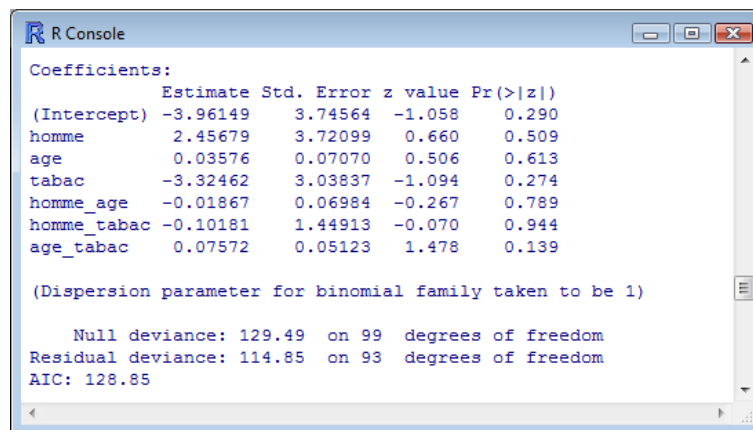 R Console
Coefficients:
Estimate Std. Error z value Pr(>|z|)
(Intercept) -3.96149 3.74564 -1.058 0.290
homme 2.45679 3.72099 0.660 0.509
age 0.03576 0.07070 0.506 0.613
tabac -3.32462 3.03837 -1.094 0.274
homme_age -0.01867 0.06984 -0.267 0.789
homme_tabac -0.10181 1.44913 -0.070 0.944
age_tabac 0.07572 0.05123 1.478 0.139
(Dispersion parameter for binomial family taken to be 1)
Null deviance: 129.49 on 99 degrees of freedom
Residual deviance: 114.85 on 93 degrees of freedom
AIC: 128.85